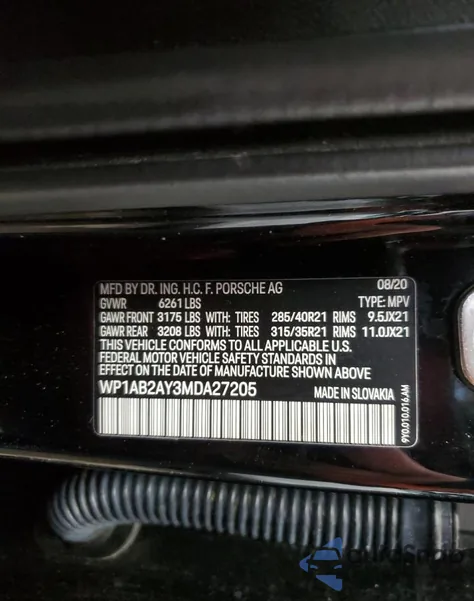 MFD BY DR. ING. H.C. F. PORSCHE AG 08/20
GVWR 6261 LBS TYPE: MPV
GAWR FRONT 3175 LBS WITH TIRES 285/40R21 RIMS 9.5JX21
GAWR REAR 3208 LBS WITH TIRES 315/35R21 RIMS 11.0JX21
THIS VEHICLE CONFORMS TO ALL APPLICABLE
FEDERAL MOTOR VEHICLE SAFETY STANDARDS IN
EFFECT ON THE DATE OF MANUFACTURE SHOWN ABOVE
WP1AB2AY3MDA27205 MADE IN SLOVAKIA
9Y0.010.016.AM